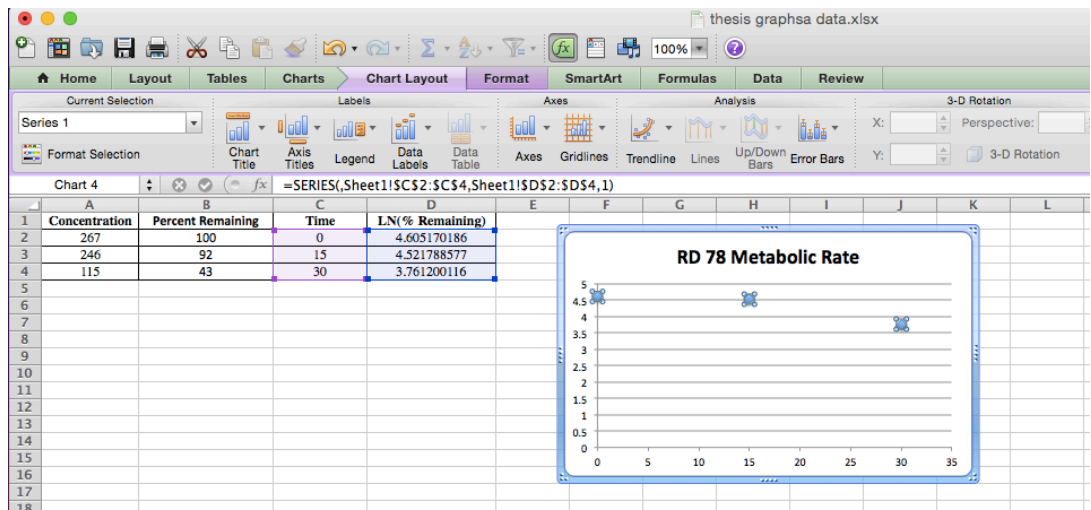 thesis graphsa data.xlsx
fx 100% ?
Home Layout Tables Charts Chart Layout Format SmartArt Formulas Data Review
Current Selection Labels Axes Analysis 3-D Rotation
Series 1 X: Perspective:
Format Selection Chart Title Axis Titles Legend Data Labels Data Table Axes Gridlines Trendline Lines Up/Down Bars Error Bars Y: 3-D Rotation
Chart 4 fx =SERIES(,Sheet1!$C$2:$C$4,Sheet1!$D$2:$D$4,1)
A B C D E F G H I J K L
1 Concentration Percent Remaining Time LN(% Remaining)
2 267 100 0 4.605170186
3 246 92 15 4.521788577
4 115 43 30 3.761200116
5
6
7
8
9
10
11
12
13
14
15
16
17
18
RD 78 Metabolic Rate
5
4.5
4
3.5
3
2.5
2
1.5
1
0.5
0
0 5 10 15 20 25 30 35